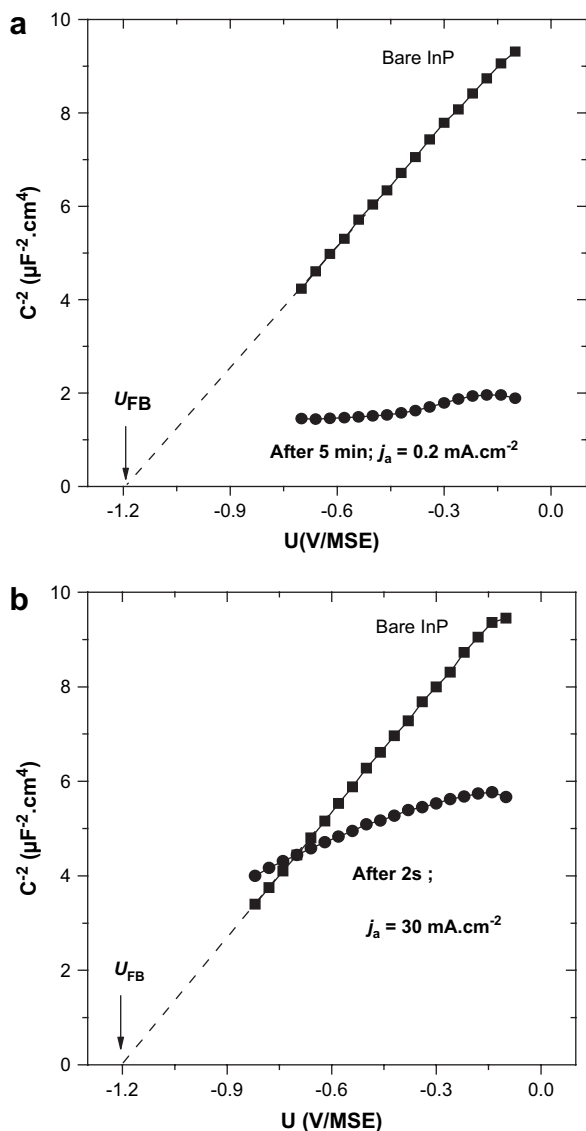 a
10
Bare InP
8
6
C⁻² (µF⁻².cm⁴)
4
U_FB
2
After 5 min; jₐ = 0.2 mA.cm⁻²
0
-1.2 -0.9 -0.6 -0.3 0.0
U(V/MSE)
b
10
Bare InP
8
6
C⁻² (µF⁻².cm⁴)
4
After 2s ;
jₐ = 30 mA.cm⁻²
U_FB
2
0
-1.2 -0.9 -0.6 -0.3 0.0
U (V/MSE)